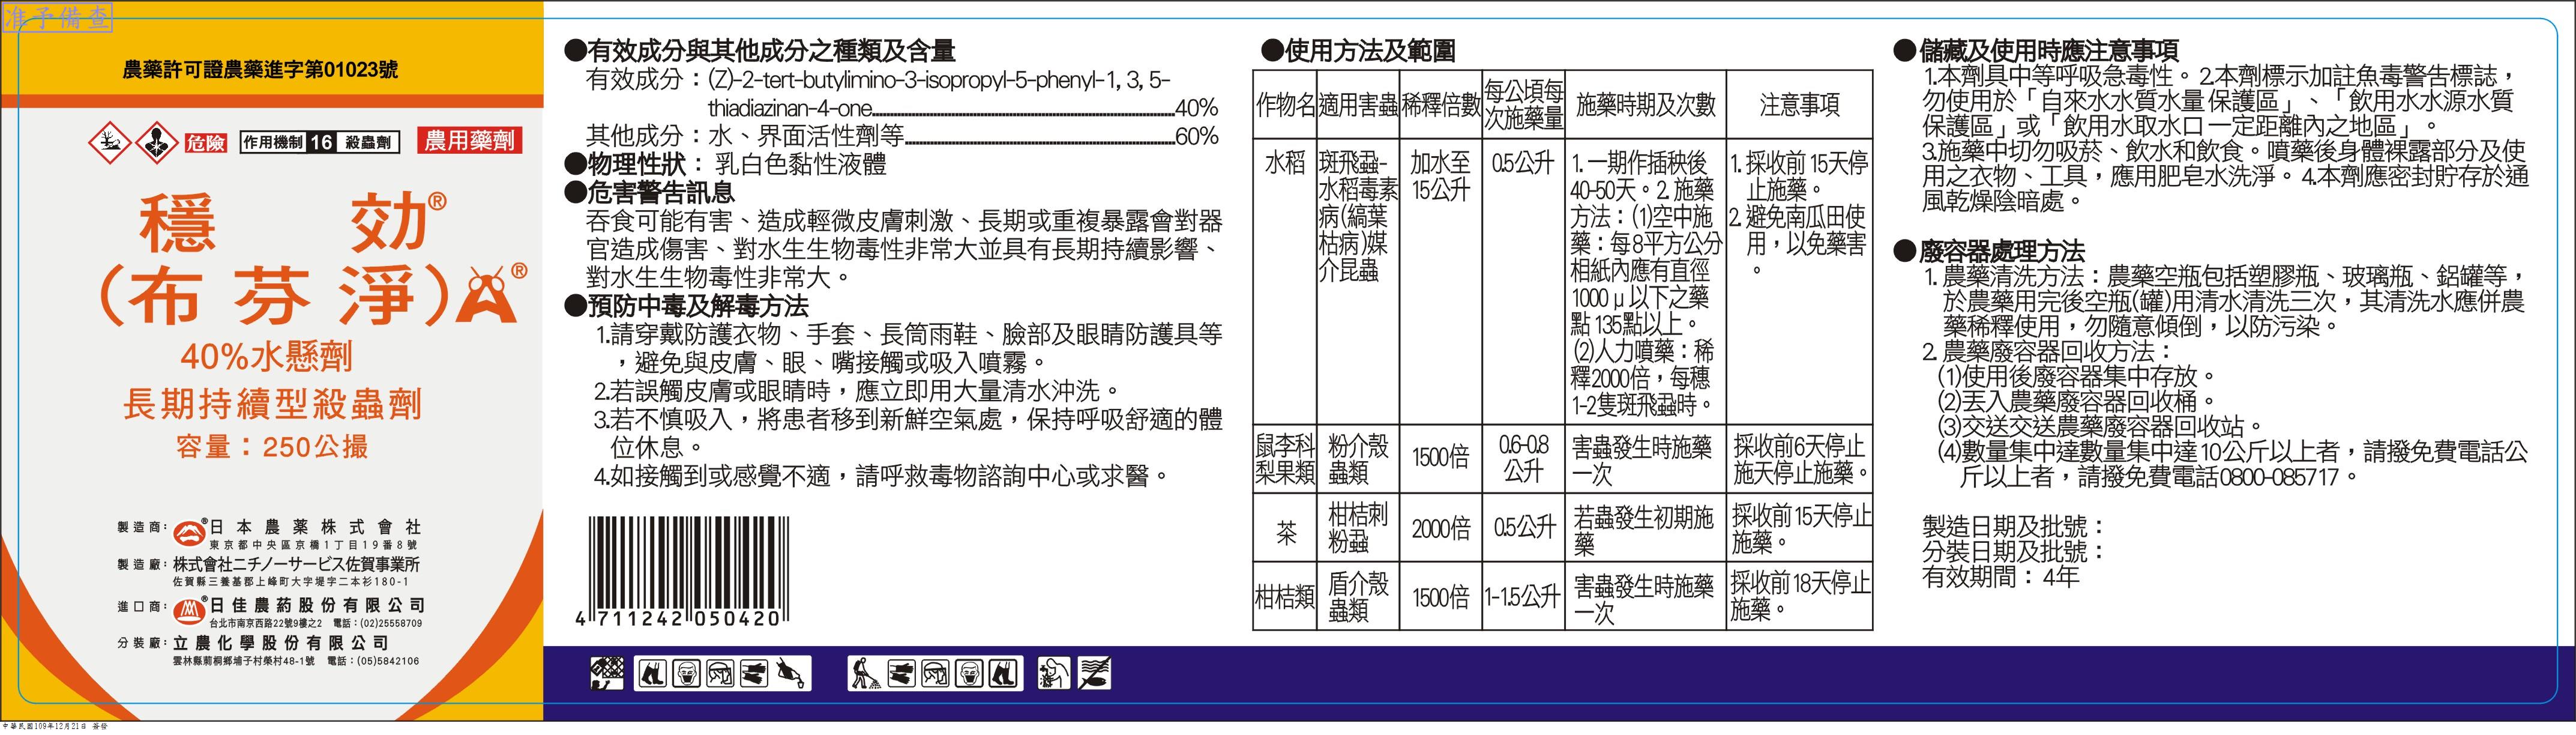 准予備查
農藥許可證農藥進字第01023號
危險 作用機制 16 殺蟲劑 農用藥劑
穩 効®
(布芬淨)®
40%水懸劑
長期持續型殺蟲劑
容量：250公撮
製造商：®日本農薬株式會社
東京都中央區京橋1丁目19番8號
製造廠：株式會社ニチノーサービス佐賀事業所
佐賀縣三養基郡上峰町大字堤字二本衫180-1
進口商：®日佳農药股份有限公司
台北市南京西路22號9樓之2 電話：(02)25558709
分裝廠：立農化學股份有限公司
雲林縣莿桐鄉埔子村榮村48-1號 電話：(05)5842106
●有效成分與其他成分之種類及含量
有效成分：(Z)-2-tert-butylimino-3-isopropyl-5-phenyl-1, 3, 5-
thiadiazinan-4-one...40%
其他成分：水、界面活性劑等...60%
●物理性狀：乳白色黏性液體
●危害警告訊息
吞食可能有害、造成輕微皮膚刺激、長期或重複暴露會對器
官造成傷害、對水生生物毒性非常大並具有長期持續影響、
對水生生物毒性非常大。
●預防中毒及解毒方法
1.請穿戴防護衣物、手套、長筒雨鞋、臉部及眼睛防護具等
，避免與皮膚、眼、嘴接觸或吸入噴霧。
2.若誤觸皮膚或眼睛時，應立即用大量清水沖洗。
3.若不慎吸入，將患者移到新鮮空氣處，保持呼吸舒適的體
位休息。
4.如接觸到或感覺不適，請呼救毒物諮詢中心或求醫。
4 711242 050420
●使用方法及範圍
作物名 適用害蟲 稀釋倍數 每公頃每 施藥時期及次數 注意事項
次施藥量
水稻 斑飛蝨- 加水至 0.5公升 1. 一期作插秧後 1. 採收前 15天停
水稻毒素 15公升 40-50天。2. 施藥 止施藥。
病(縞葉 方法：(1)空中施 2. 避免南瓜田使
枯病)媒 藥：每8平方公分 用，以免藥害
介昆蟲 相紙內應有直徑 。
1000 μ 以下之藥
點 135點以上。
(2)人力噴藥：稀
釋2000倍，每穗
1-2隻斑飛蝨時。
鼠李科 粉介殼 1500倍 0.6-0.8 害蟲發生時施藥 採收前6天停止
梨果類 蟲類 公升 一次 施天停止施藥。
茶 柑桔刺 2000倍 0.5公升 若蟲發生初期施 採收前15天停止
粉蝨 藥 施藥。
柑桔類 盾介殼 1500倍 1-1.5公升 害蟲發生時施藥 採收前18天停止
蟲類 一次 施藥。
●儲藏及使用時應注意事項
1.本劑具中等呼吸急毒性。2.本劑標示加註魚毒警告標誌，
勿使用於「自來水水質水量 保護區」、「飲用水水源水質
保護區」或「飲用水取水口一定距離內之地區」。
3.施藥中切勿吸菸、飲水和飲食。噴藥後身體裸露部分及使
用之衣物、工具，應用肥皂水洗淨。4.本劑應密封貯存於通
風乾燥陰暗處。
●廢容器處理方法
1. 農藥清洗方法：農藥空瓶包括塑膠瓶、玻璃瓶、鋁罐等，
於農藥用完後空瓶(罐)用清水清洗三次，其清洗水應併農
藥稀釋使用，勿隨意傾倒，以防污染。
2. 農藥廢容器回收方法：
(1)使用後廢容器集中存放。
(2)丟入農藥廢容器回收桶。
(3)交送交送農藥廢容器回收站。
(4)數量集中達數量集中達10公斤以上者，請撥免費電話公
斤以上者，請撥免費電話0800-085717。
製造日期及批號：
分裝日期及批號：
有效期間：4年
中華民國109年12月21日 簽發